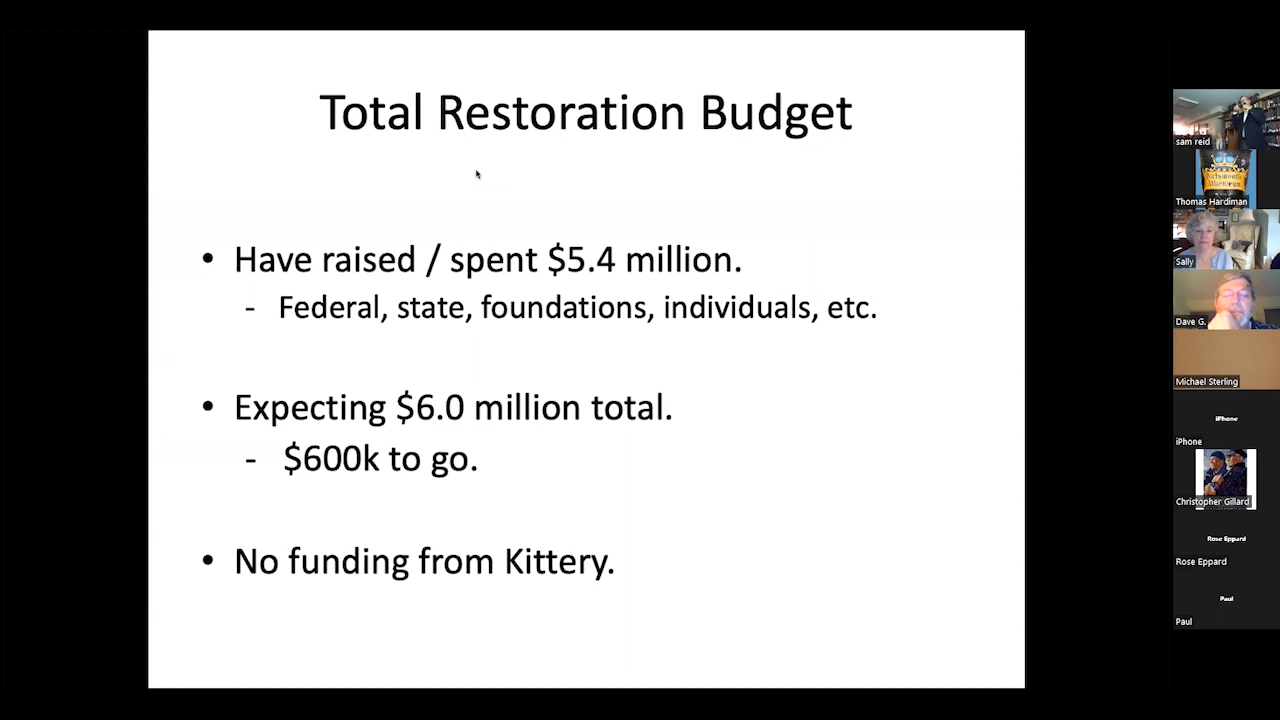 Total Restoration Budget
• Have raised / spent $5.4 million.
- Federal, state, foundations, individuals, etc.
• Expecting $6.0 million total.
- $600k to go.
• No funding from Kittery.
sam reid
Portsmouth
Athenæum
Thomas Hardiman
Sally
Dave G.
Michael Sterling
iPhone
iPhone
Christopher Gillard
Rose Eppard
Rose Eppard
Paul
Paul